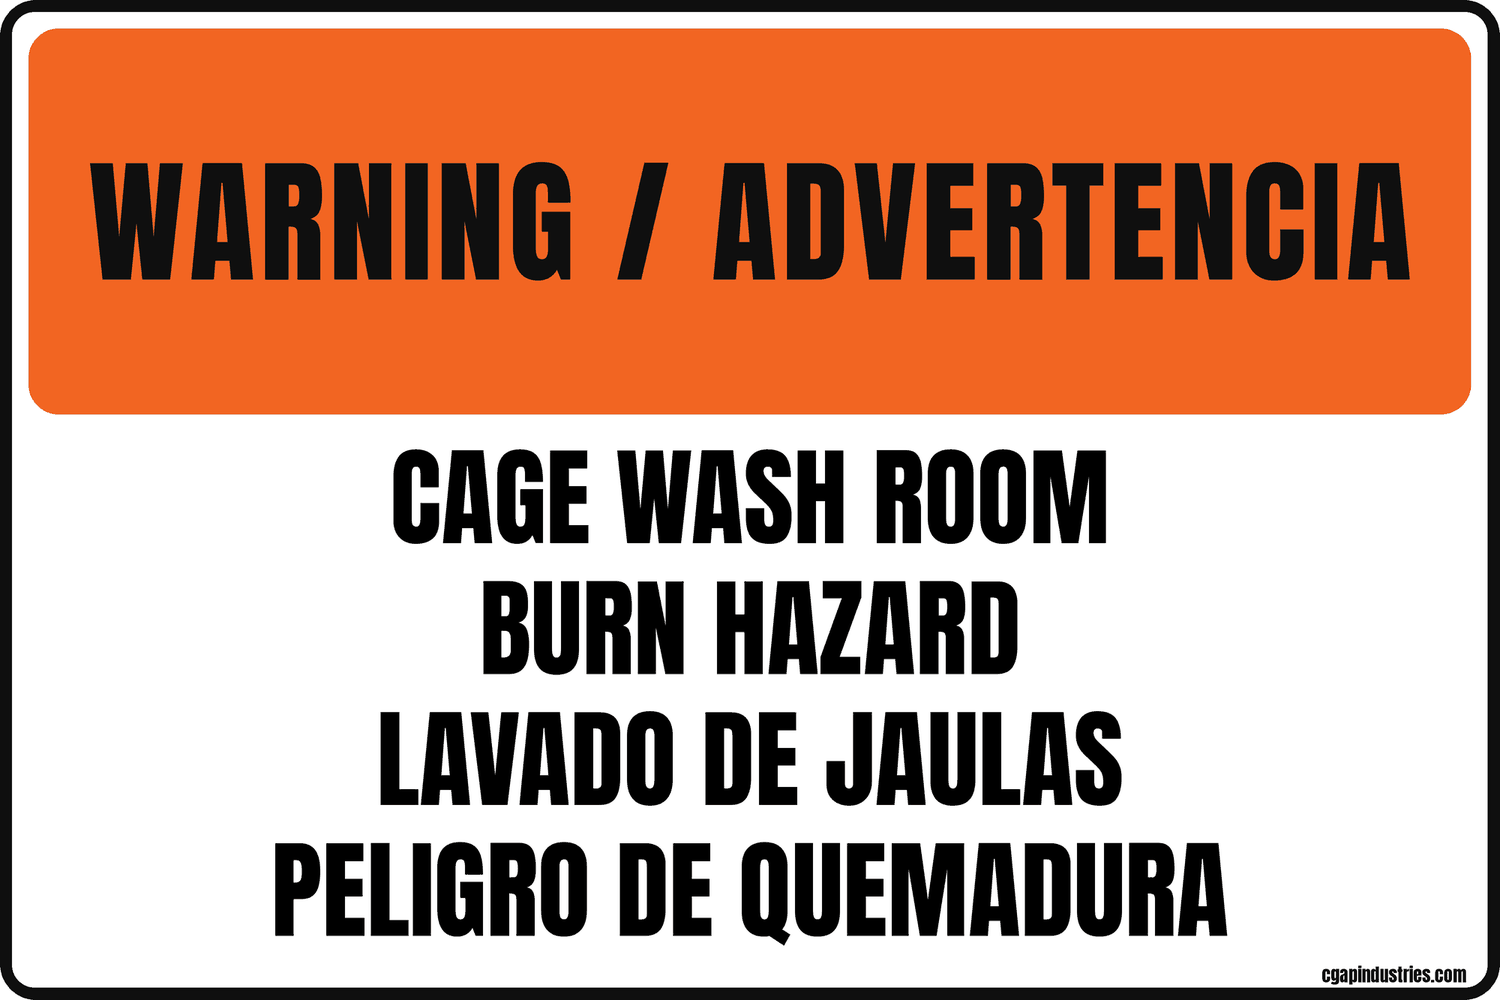 WARNING / ADVERTENCIA
CAGE WASH ROOM
BURN HAZARD
LAVADO DE JAULAS
PELIGRO DE QUEMADURA
cgapindustries.com